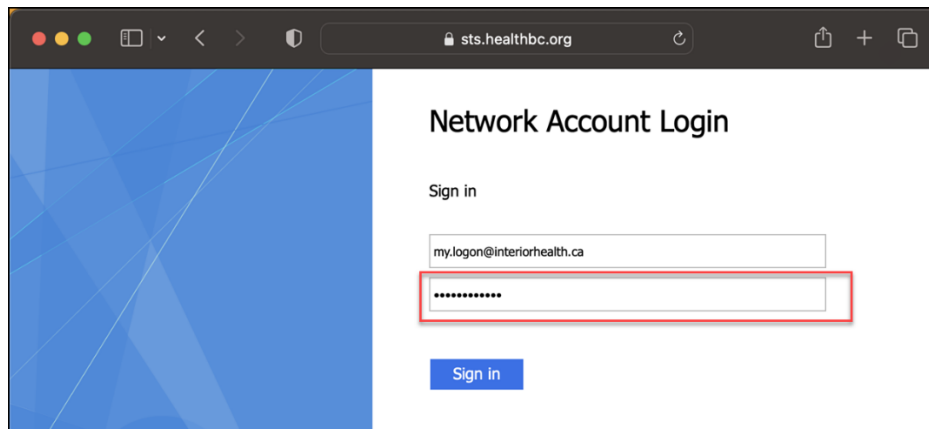 sts.healthbc.org
Network Account Login
Sign in
my.logon@interiorhealth.ca
••••••••••••
Sign in